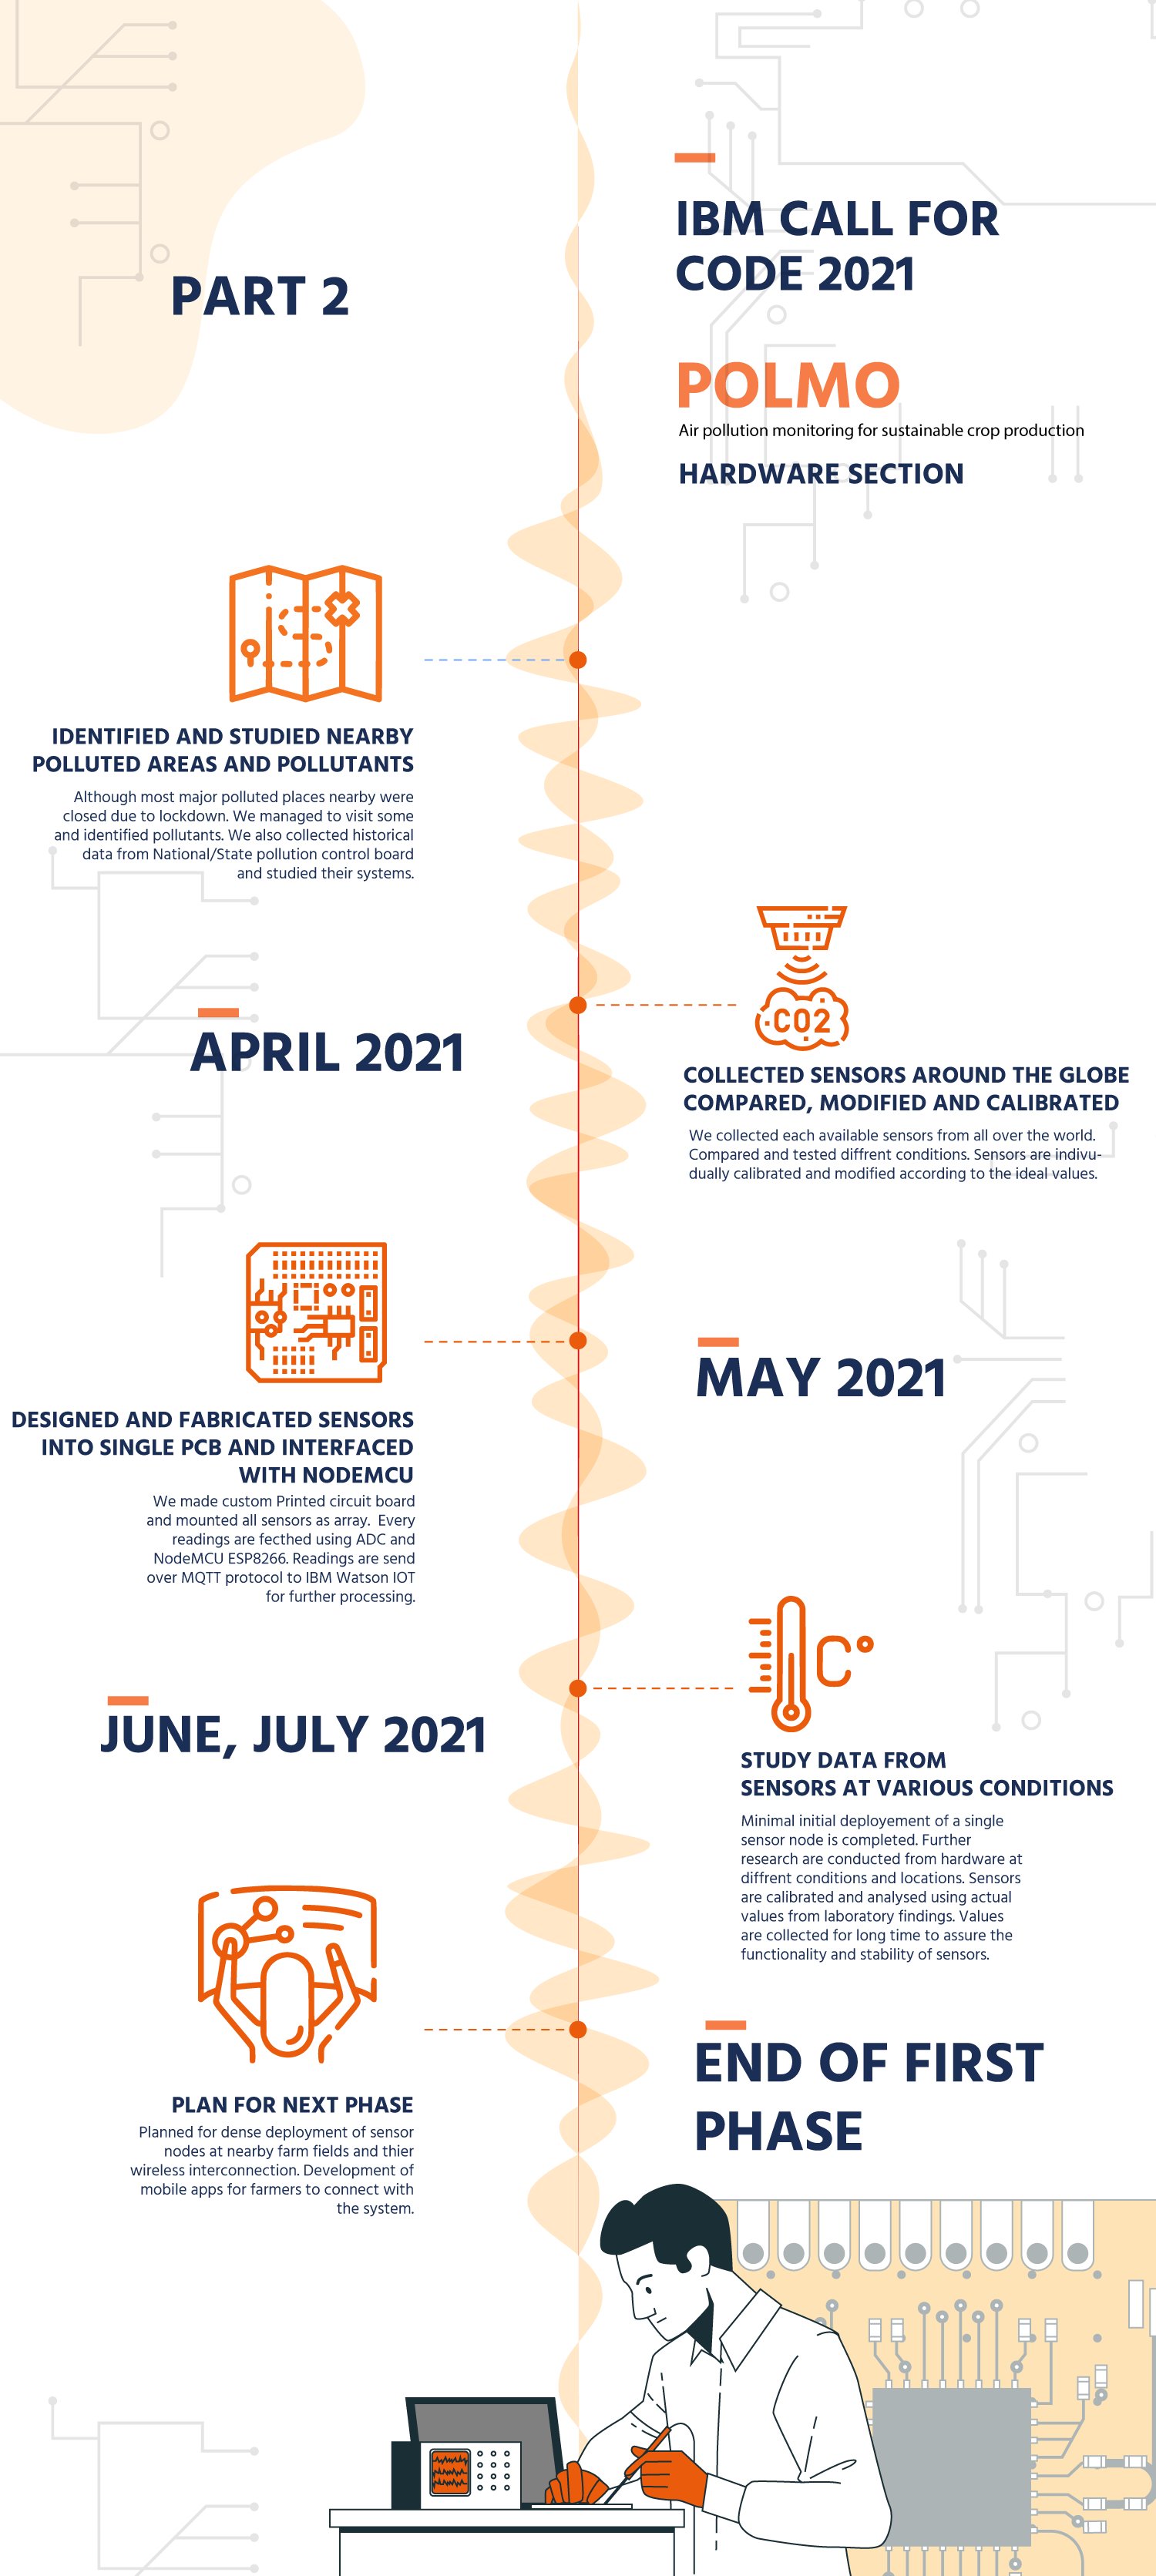 PART 2
IBM CALL FOR
CODE 2021
POLMO
Air pollution monitoring for sustainable crop production
HARDWARE SECTION
IDENTIFIED AND STUDIED NEARBY
POLLUTED AREAS AND POLLUTANTS
Although most major polluted places nearby were
closed due to lockdown. We managed to visit some
and identified pollutants. We also collected historical
data from National/State pollution control board
and studied their systems.
APRIL 2021
CO2
COLLECTED SENSORS AROUND THE GLOBE
COMPARED, MODIFIED AND CALIBRATED
We collected each available sensors from all over the world.
Compared and tested diffrent conditions. Sensors are indivu-
dually calibrated and modified according to the ideal values.
DESIGNED AND FABRICATED SENSORS
INTO SINGLE PCB AND INTERFACED
WITH NODEMCU
We made custom Printed circuit board
and mounted all sensors as array.  Every
readings are fecthed using ADC and
NodeMCU ESP8266. Readings are send
over MQTT protocol to IBM Watson IOT
for further processing.
MAY 2021
JUNE, JULY 2021
C°
STUDY DATA FROM
SENSORS AT VARIOUS CONDITIONS
Minimal initial deployement of a single
sensor node is completed. Further
research are conducted from hardware at
diffrent conditions and locations. Sensors
are calibrated and analysed using actual
values from laboratory findings. Values
are collected for long time to assure the
functionality and stability of sensors.
PLAN FOR NEXT PHASE
Planned for dense deployment of sensor
nodes at nearby farm fields and thier
wireless interconnection. Development of
mobile apps for farmers to connect with
the system.
END OF FIRST
PHASE